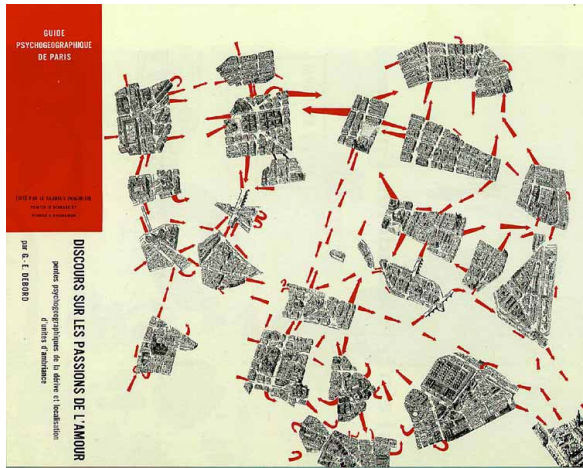 GUIDE
PSYCHOGEOGRAPHIQUE
DE PARIS
DISCOURS SUR LES PASSIONS DE L'AMOUR
pentes psychogeographiques de la dérive et localisation
d'unites d'ambiance
par G.-E. DEBORD